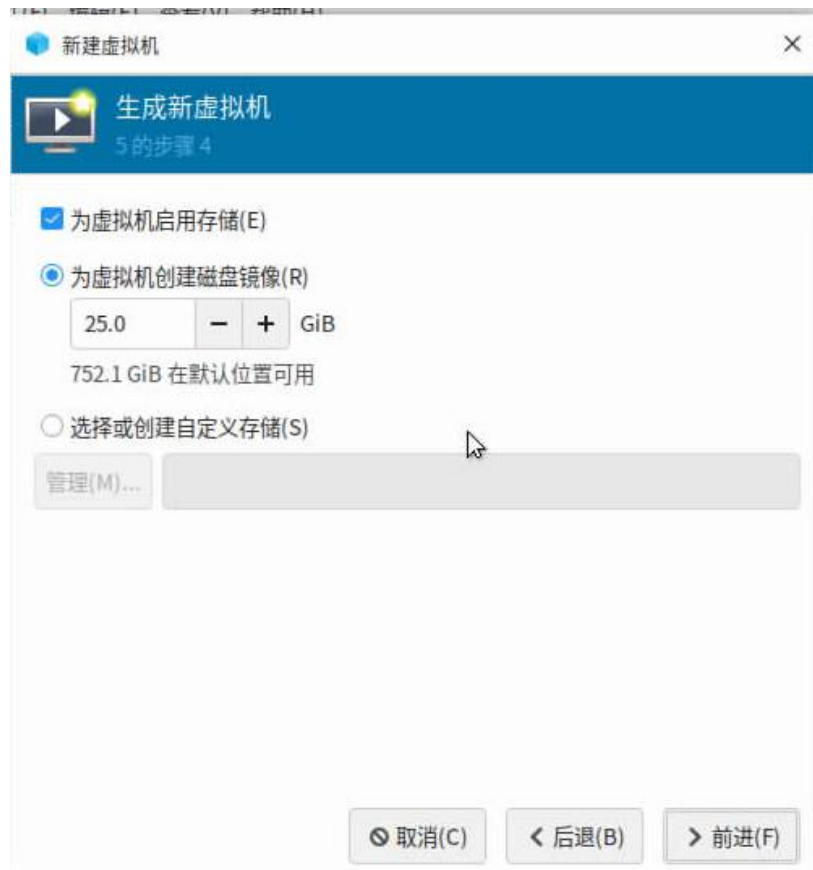 新建虚拟机
生成新虚拟机
5 的步骤 4
为虚拟机启用存储(E)
为虚拟机创建磁盘镜像(R)
25.0 − + GiB
752.1 GiB 在默认位置可用
选择或创建自定义存储(S)
管理(M)...
取消(C) 后退(B) 前进(F)